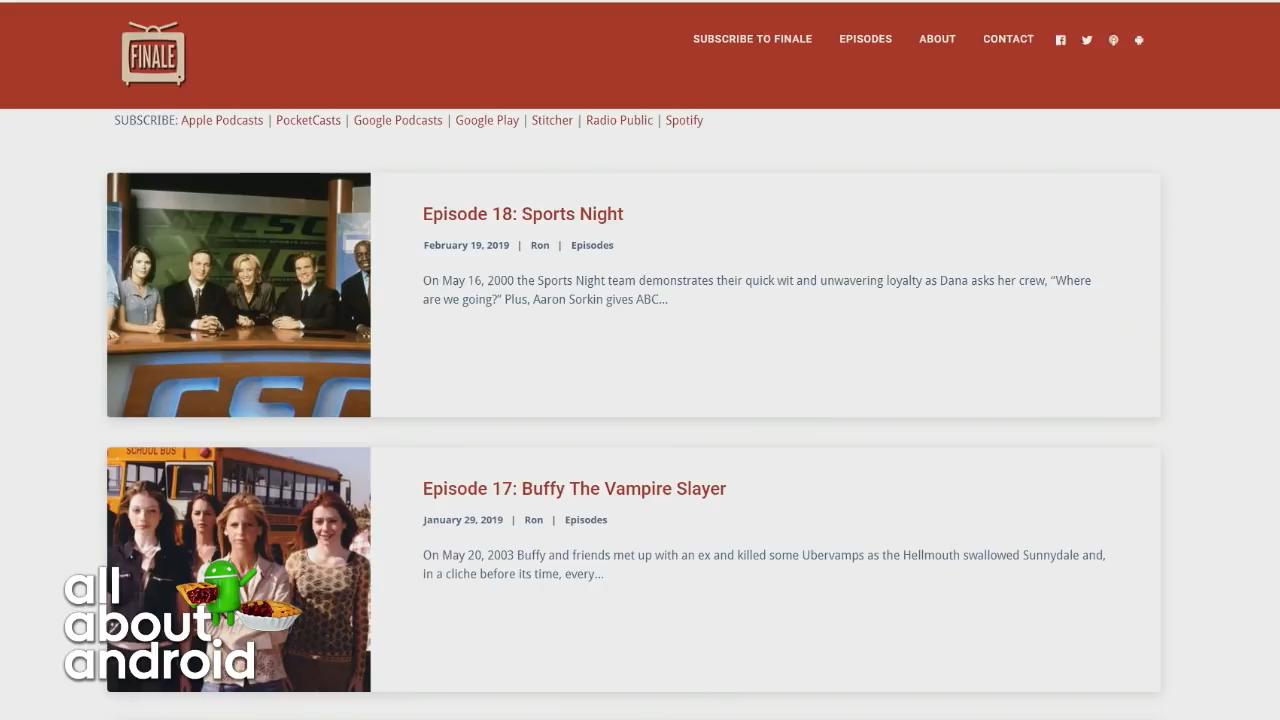 FINALE
SUBSCRIBE TO FINALE EPISODES ABOUT CONTACT
SUBSCRIBE: Apple Podcasts | PocketCasts | Google Podcasts | Google Play | Stitcher | Radio Public | Spotify
CSC
CSC
Episode 18: Sports Night
February 19, 2019 | Ron | Episodes
On May 16, 2000 the Sports Night team demonstrates their quick wit and unwavering loyalty as Dana asks her crew, “Where
are we going?” Plus, Aaron Sorkin gives ABC...
SCHOOL BUS
Episode 17: Buffy The Vampire Slayer
January 29, 2019 | Ron | Episodes
On May 20, 2003 Buffy and friends met up with an ex and killed some Ubervamps as the Hellmouth swallowed Sunnydale and,
in a cliche before its time, every...
all
about
android